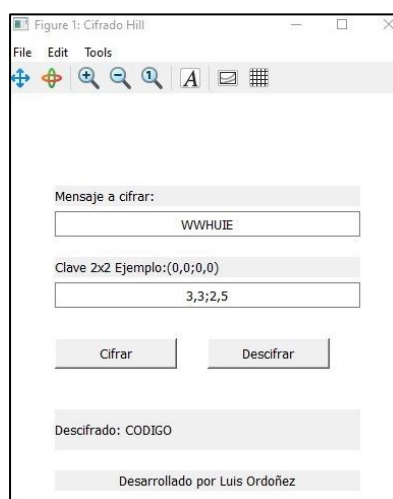 Figure 1: Cifrado Hill
File Edit Tools
1 A
Mensaje a cifrar:
WWHUIE
Clave 2x2 Ejemplo:(0,0;0,0)
3,3;2,5
Cifrar Descifrar
Descifrado: CODIGO
Desarrollado por Luis Ordoñez